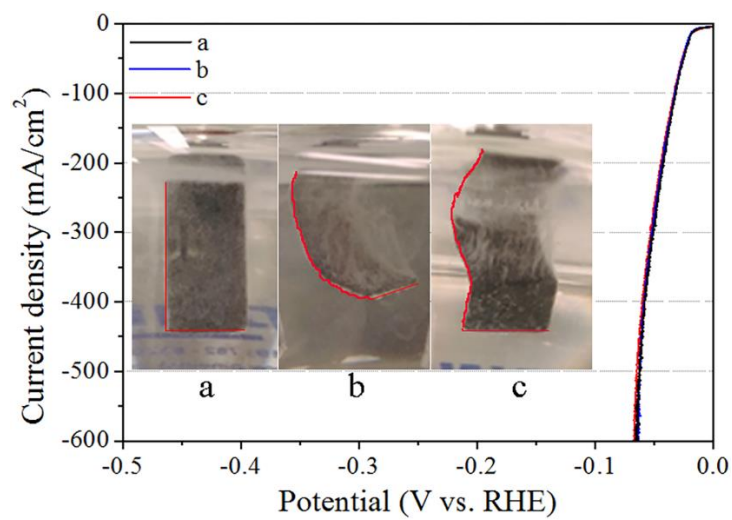 0
-100
-200
-300
-400
-500
-600
Current density (mA/cm²)
a
b
c
a
b
c
-0.5
-0.4
-0.3
-0.2
-0.1
0.0
Potential (V vs. RHE)